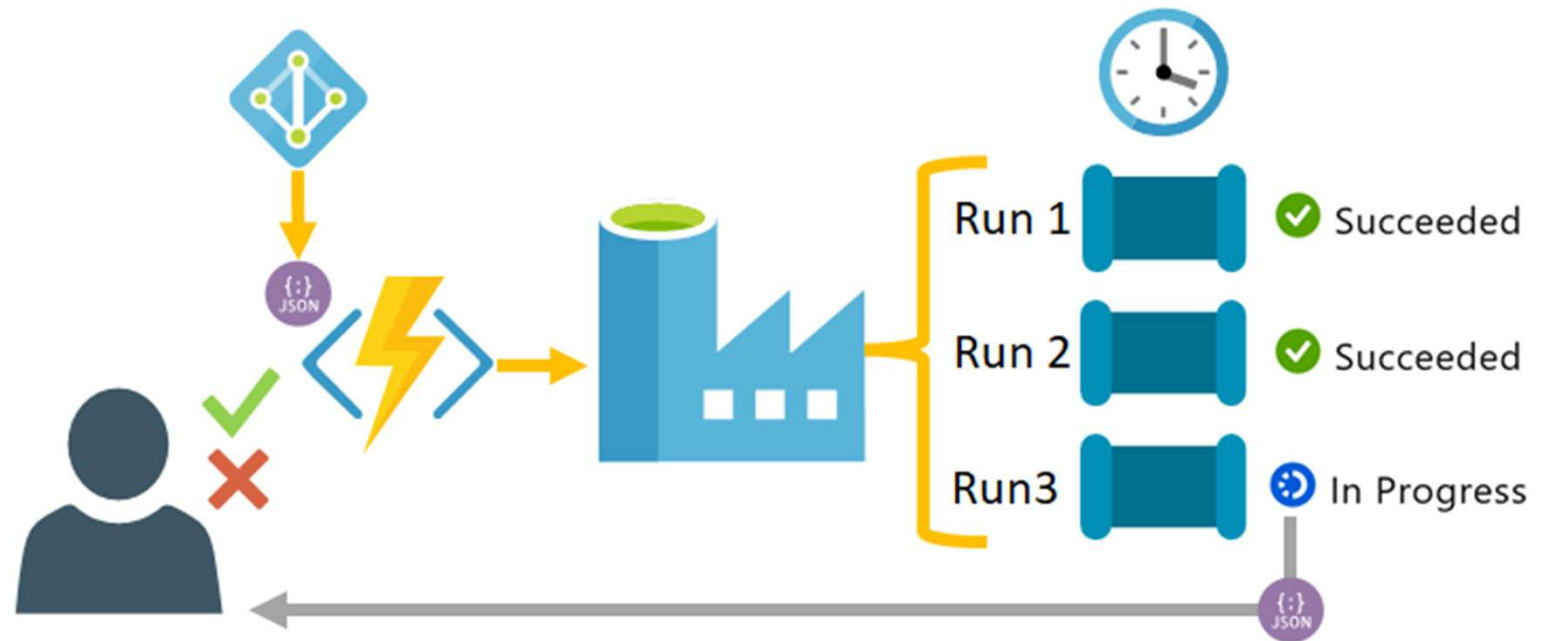 {:}
JSON
Run 1
Succeeded
Run 2
Succeeded
Run3
In Progress
{:}
JSON